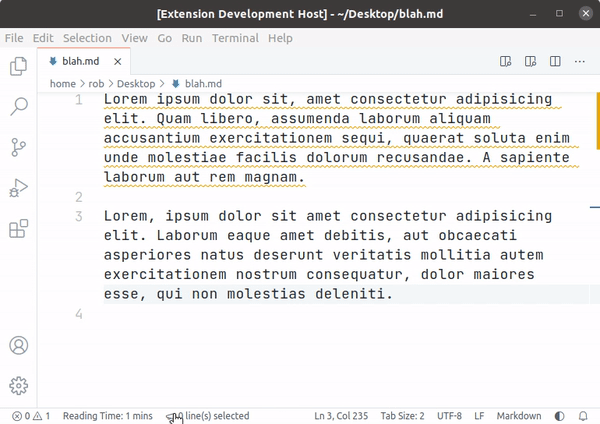 [Extension Development Host] - ~/Desktop/blah.md
File Edit Selection View Go Run Terminal Help
blah.md
home > rob > Desktop > blah.md
1 Lorem ipsum dolor sit, amet consectetur adipisicing
elit. Quam libero, assumenda laborum aliquam
accusantium exercitationem sequi, quaerat soluta enim
unde molestiae facilis dolorum recusandae. A sapiente
laborum aut rem magnam.
2
3 Lorem, ipsum dolor sit amet consectetur adipisicing
elit. Laborum eaque amet debitis, aut obcaecati
asperiores natus deserunt veritatis mollitia autem
exercitationem nostrum consequatur, dolor maiores
esse, qui non molestias deleniti.
4
0 1 Reading Time: 1 mins 0 line(s) selected Ln 3, Col 235 Tab Size: 2 UTF-8 LF Markdown